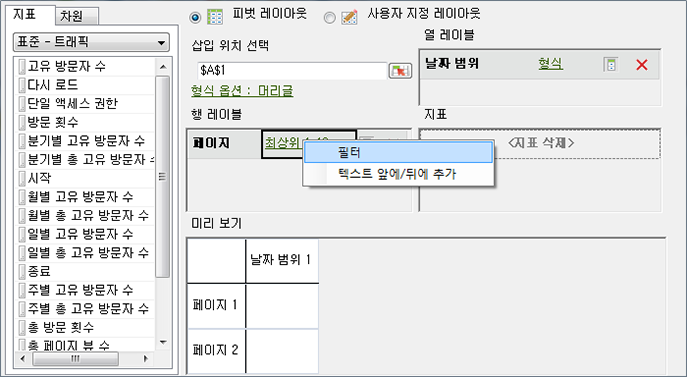 지표
차원
표준 - 트래픽
고유 방문자 수
다시 로드
단일 액세스 권한
방문 횟수
분기별 고유 방문자 수
분기별 총 고유 방문자 수
시작
월별 고유 방문자 수
월별 총 고유 방문자 수
일별 고유 방문자 수
일별 총 고유 방문자 수
종료
주별 고유 방문자 수
주별 총 고유 방문자 수
총 방문 횟수
총 페이지 뷰 수
피벗 레이아웃
사용자 지정 레이아웃
삽입 위치 선택
$A$1
형식 옵션 : 머리글
열 레이블
날짜 범위
형식
행 레이블
페이지
최상위
지표
<지표 삭제>
필터
텍스트 앞에/뒤에 추가
미리 보기
날짜 범위 1
페이지 1
페이지 2